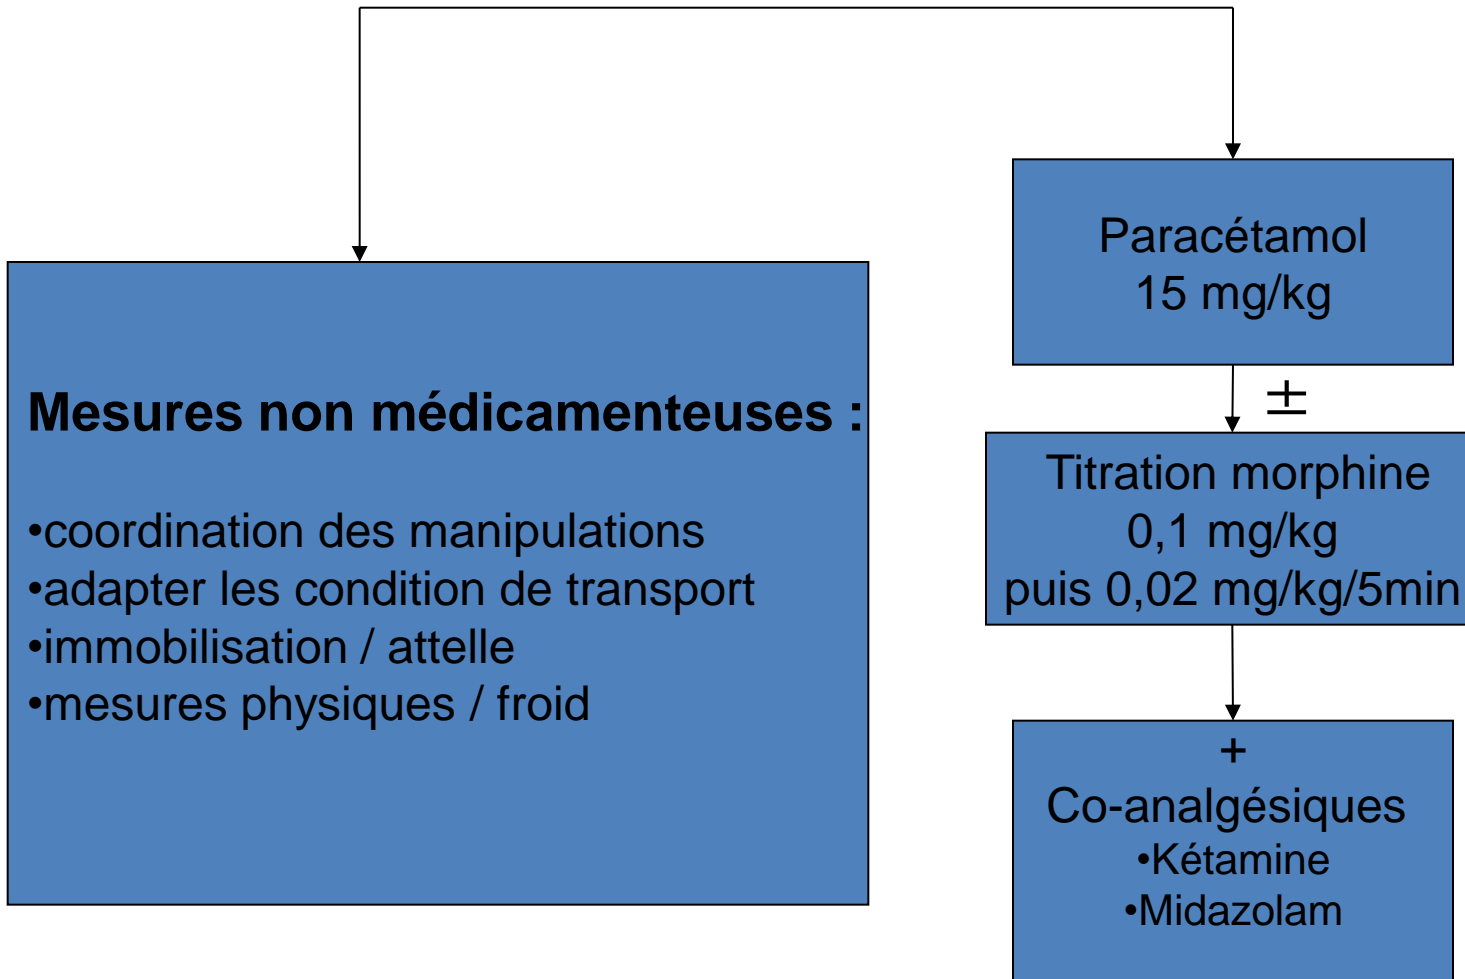 Mesures non médicamenteuses :
•coordination des manipulations
•adapter les condition de transport
•immobilisation / attelle
•mesures physiques / froid
Paracétamol
15 mg/kg
±
Titration morphine
0,1 mg/kg
puis 0,02 mg/kg/5min
+
Co-analgésiques
•Kétamine
•Midazolam